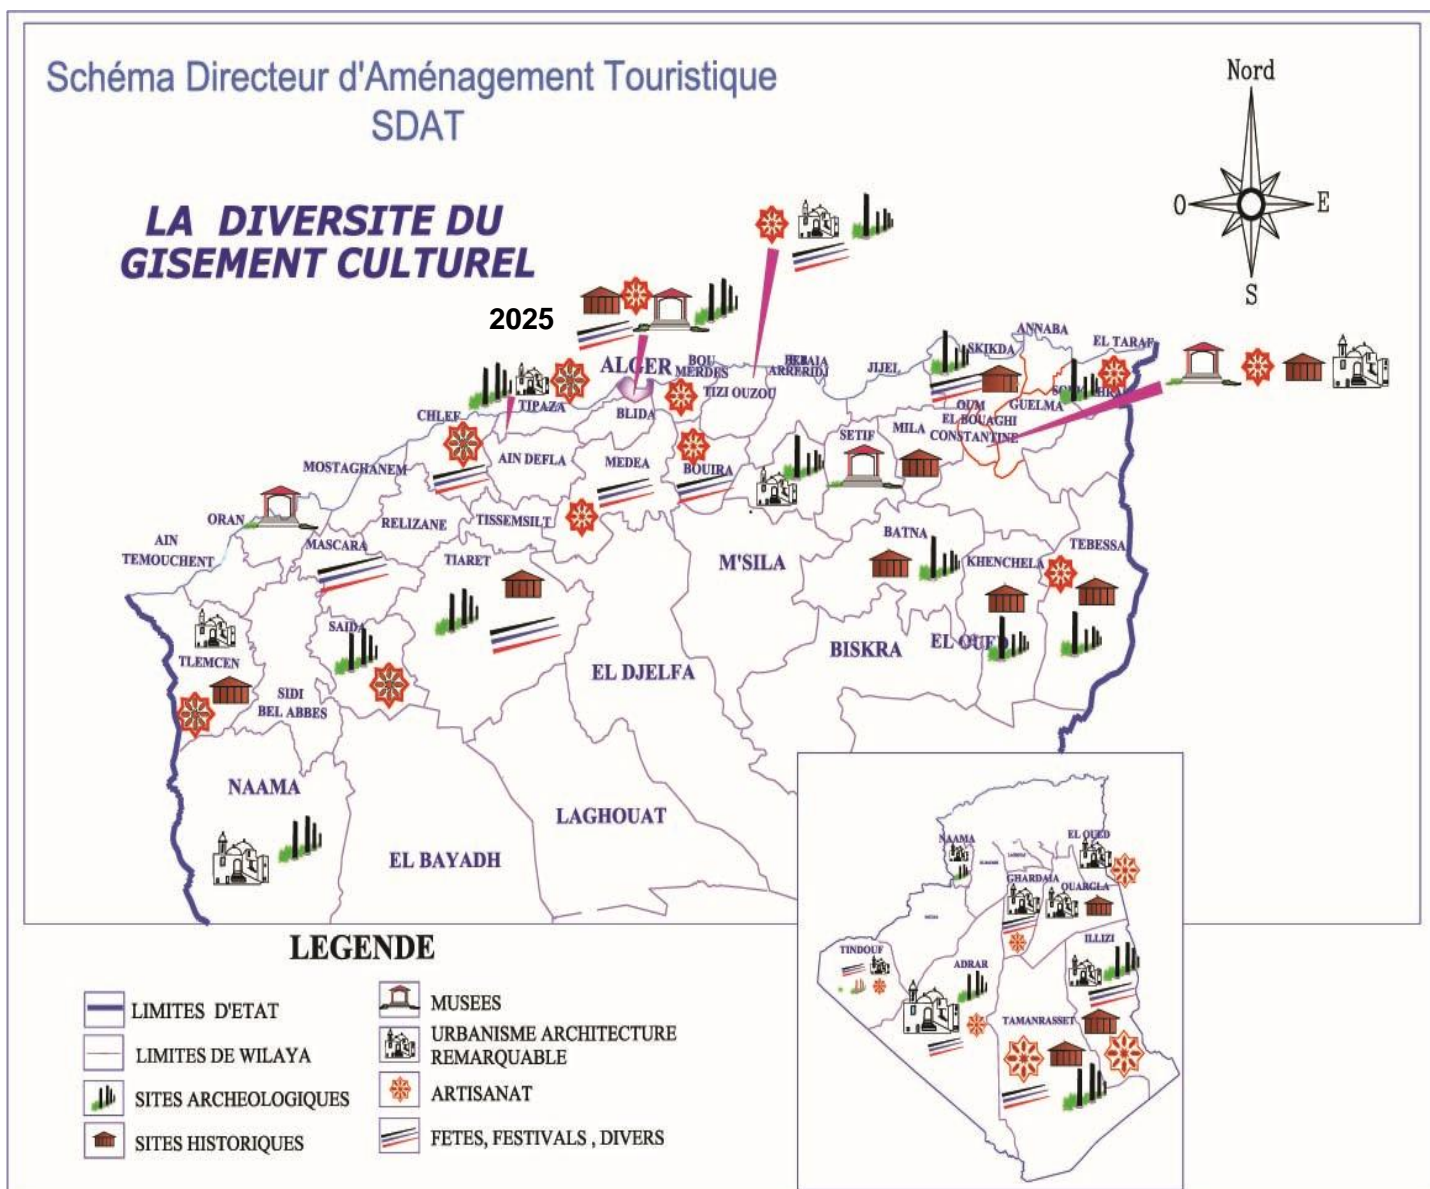 Schéma Directeur d'Aménagement Touristique
SDAT
Nord
O
E
S
LA DIVERSITE DU
GISEMENT CULTUREL
2025
ANNABA
SKIKDA
EL TARAF
ALGER
BOU
MERDES
ARRERIDJ
JIJEL
TIZI OUZOU
TIPAZA
BLIDA
CHLEF
OUM
EL BOUAGHI
GUELMA
CONSTANTINE
MILA
SETIF
AIN DEFLA
MEDEA
BOUIRA
MOSTAGHANEM
ORAN
RELIZANE
TISSEMSILT
AIN
TEMOUCHENT
MASCARA
TIARET
M'SILA
BATNA
KHENCHELA
TEBESSA
SAIDA
TLEMCEN
SIDI
BEL ABBES
EL DJELFA
BISKRA
EL OUED
NAAMA
LAGHOUAT
EL BAYADH
NAAMA
EL OUED
GHARDAIA
OUARGLA
TINDOUF
ADRAR
ILLIZI
TAMANRASSET
LEGENDE
LIMITES D'ETAT
LIMITES DE WILAYA
SITES ARCHEOLOGIQUES
SITES HISTORIQUES
MUSEES
URBANISME ARCHITECTURE
REMARQUABLE
ARTISANAT
FETES, FESTIVALS , DIVERS